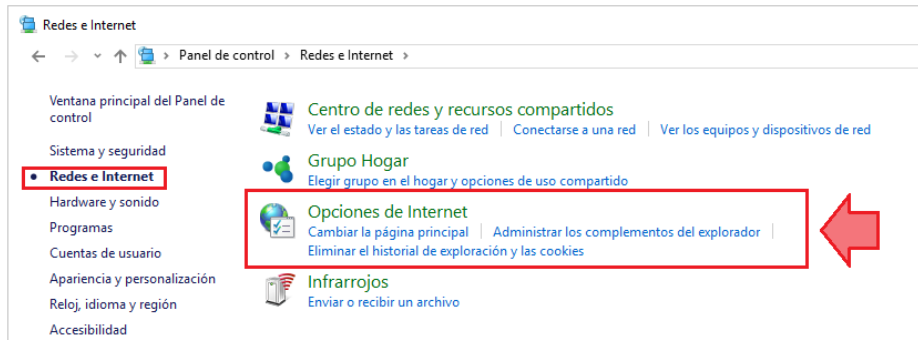 Redes e Internet
Panel de control > Redes e Internet >
Ventana principal del Panel de
control
Sistema y seguridad
Redes e Internet
Hardware y sonido
Programas
Cuentas de usuario
Apariencia y personalización
Reloj, idioma y región
Accesibilidad
Centro de redes y recursos compartidos
Ver el estado y las tareas de red | Conectarse a una red | Ver los equipos y dispositivos de red
Grupo Hogar
Elegir grupo en el hogar y opciones de uso compartido
Opciones de Internet
Cambiar la página principal | Administrar los complementos del explorador |
Eliminar el historial de exploración y las cookies
Infrarrojos
Enviar o recibir un archivo